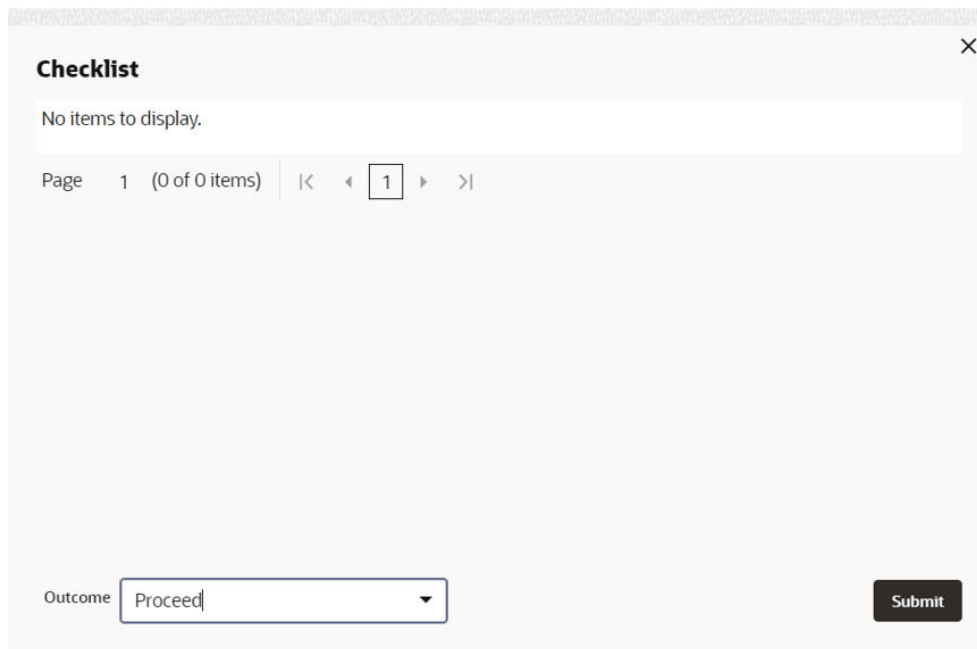 Checklist
No items to display.
Page 1 (0 of 0 items) 1
Outcome Proceed Submit